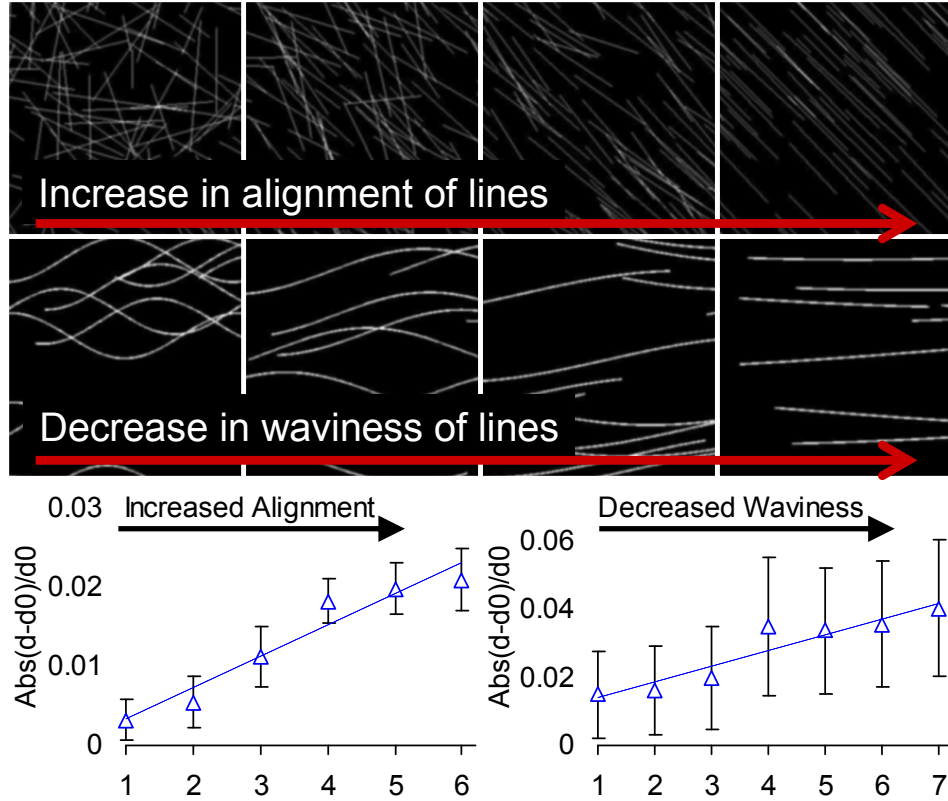 Increase in alignment of lines
Decrease in waviness of lines
Increased Alignment
Abs(d-d0)/d0
0.03
0.02
0.01
0
1 2 3 4 5 6
Decreased Waviness
Abs(d-d0)/d0
0.06
0.04
0.02
0
1 2 3 4 5 6 7